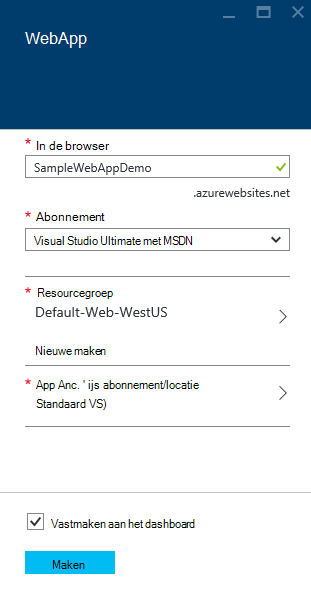 WebApp
* In de browser
SampleWebAppDemo
.azurewebsites.net
* Abonnement
Visual Studio Ultimate met MSDN
* Resourcegroep
Default-Web-WestUS
Nieuwe maken
* App Anc. ' ijs abonnement/locatie
Standaard VS)
Vastmaken aan het dashboard
Maken